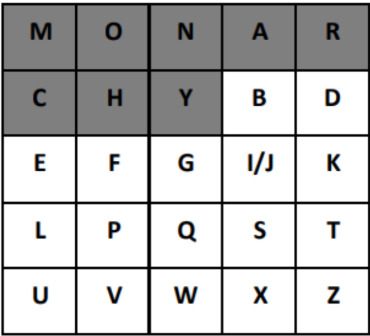 M O N A R
C H Y B D
E F G I/J K
L P Q S T
U V W X Z